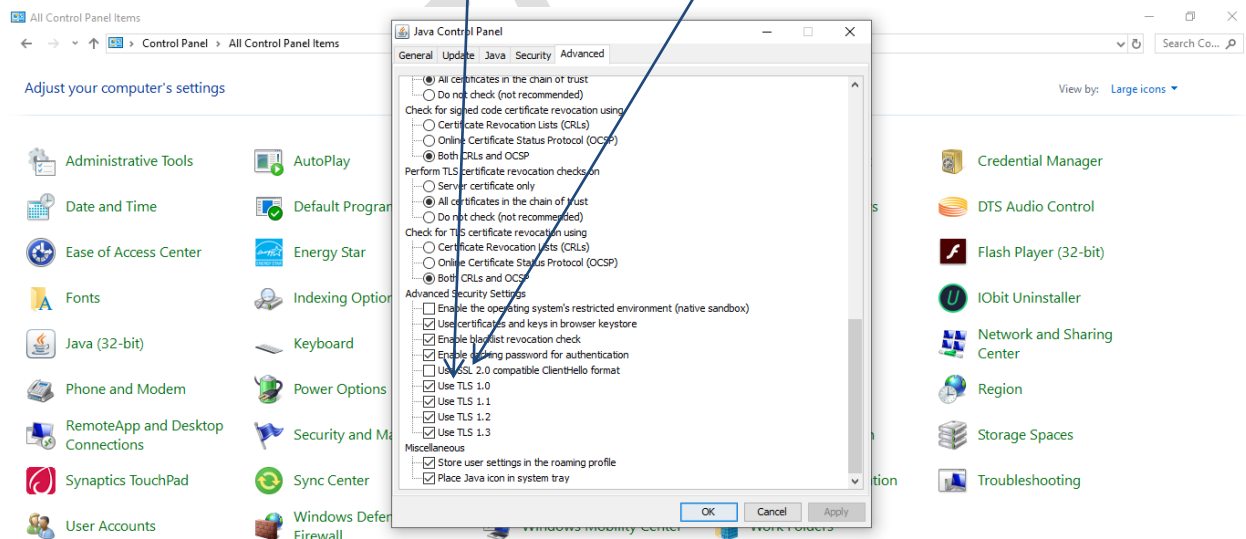 All Control Panel Items
Control Panel > All Control Panel Items
Search Co...
Adjust your computer's settings
View by: Large icons
Administrative Tools
AutoPlay
Credential Manager
Date and Time
Default Progra
DTS Audio Control
Ease of Access Center
Energy Star
Flash Player (32-bit)
Fonts
Indexing Option
IObit Uninstaller
Java (32-bit)
Keyboard
Network and Sharing
Center
Phone and Modem
Power Options
Region
RemoteApp and Desktop
Connections
Security and Ma
Storage Spaces
Synaptics TouchPad
Sync Center
ation
Troubleshooting
User Accounts
Windows Defen
Firewall
Windows Mobility Center
Work Folders
Java Control Panel
General Update Java Security Advanced
All certificates in the chain of trust
Do not check (not recommended)
Check for signed code certificate revocation using
Certificate Revocation Lists (CRLs)
Online Certificate Status Protocol (OCSP)
Both CRLs and OCSP
Perform TLS certificate revocation checks on
Server certificate only
All certificates in the chain of trust
Do not check (not recommended)
Check for TLS certificate revocation using
Certificate Revocation Lists (CRLs)
Online Certificate Status Protocol (OCSP)
Both CRLs and OCSP
Advanced Security Settings
Enable the operating system's restricted environment (native sandbox)
Use certificates and keys in browser keystore
Enable blacklist revocation check
Enable caching password for authentication
Use SSL 2.0 compatible ClientHello format
Use TLS 1.0
Use TLS 1.1
Use TLS 1.2
Use TLS 1.3
Miscellaneous
Store user settings in the roaming profile
Place Java icon in system tray
OK Cancel Apply